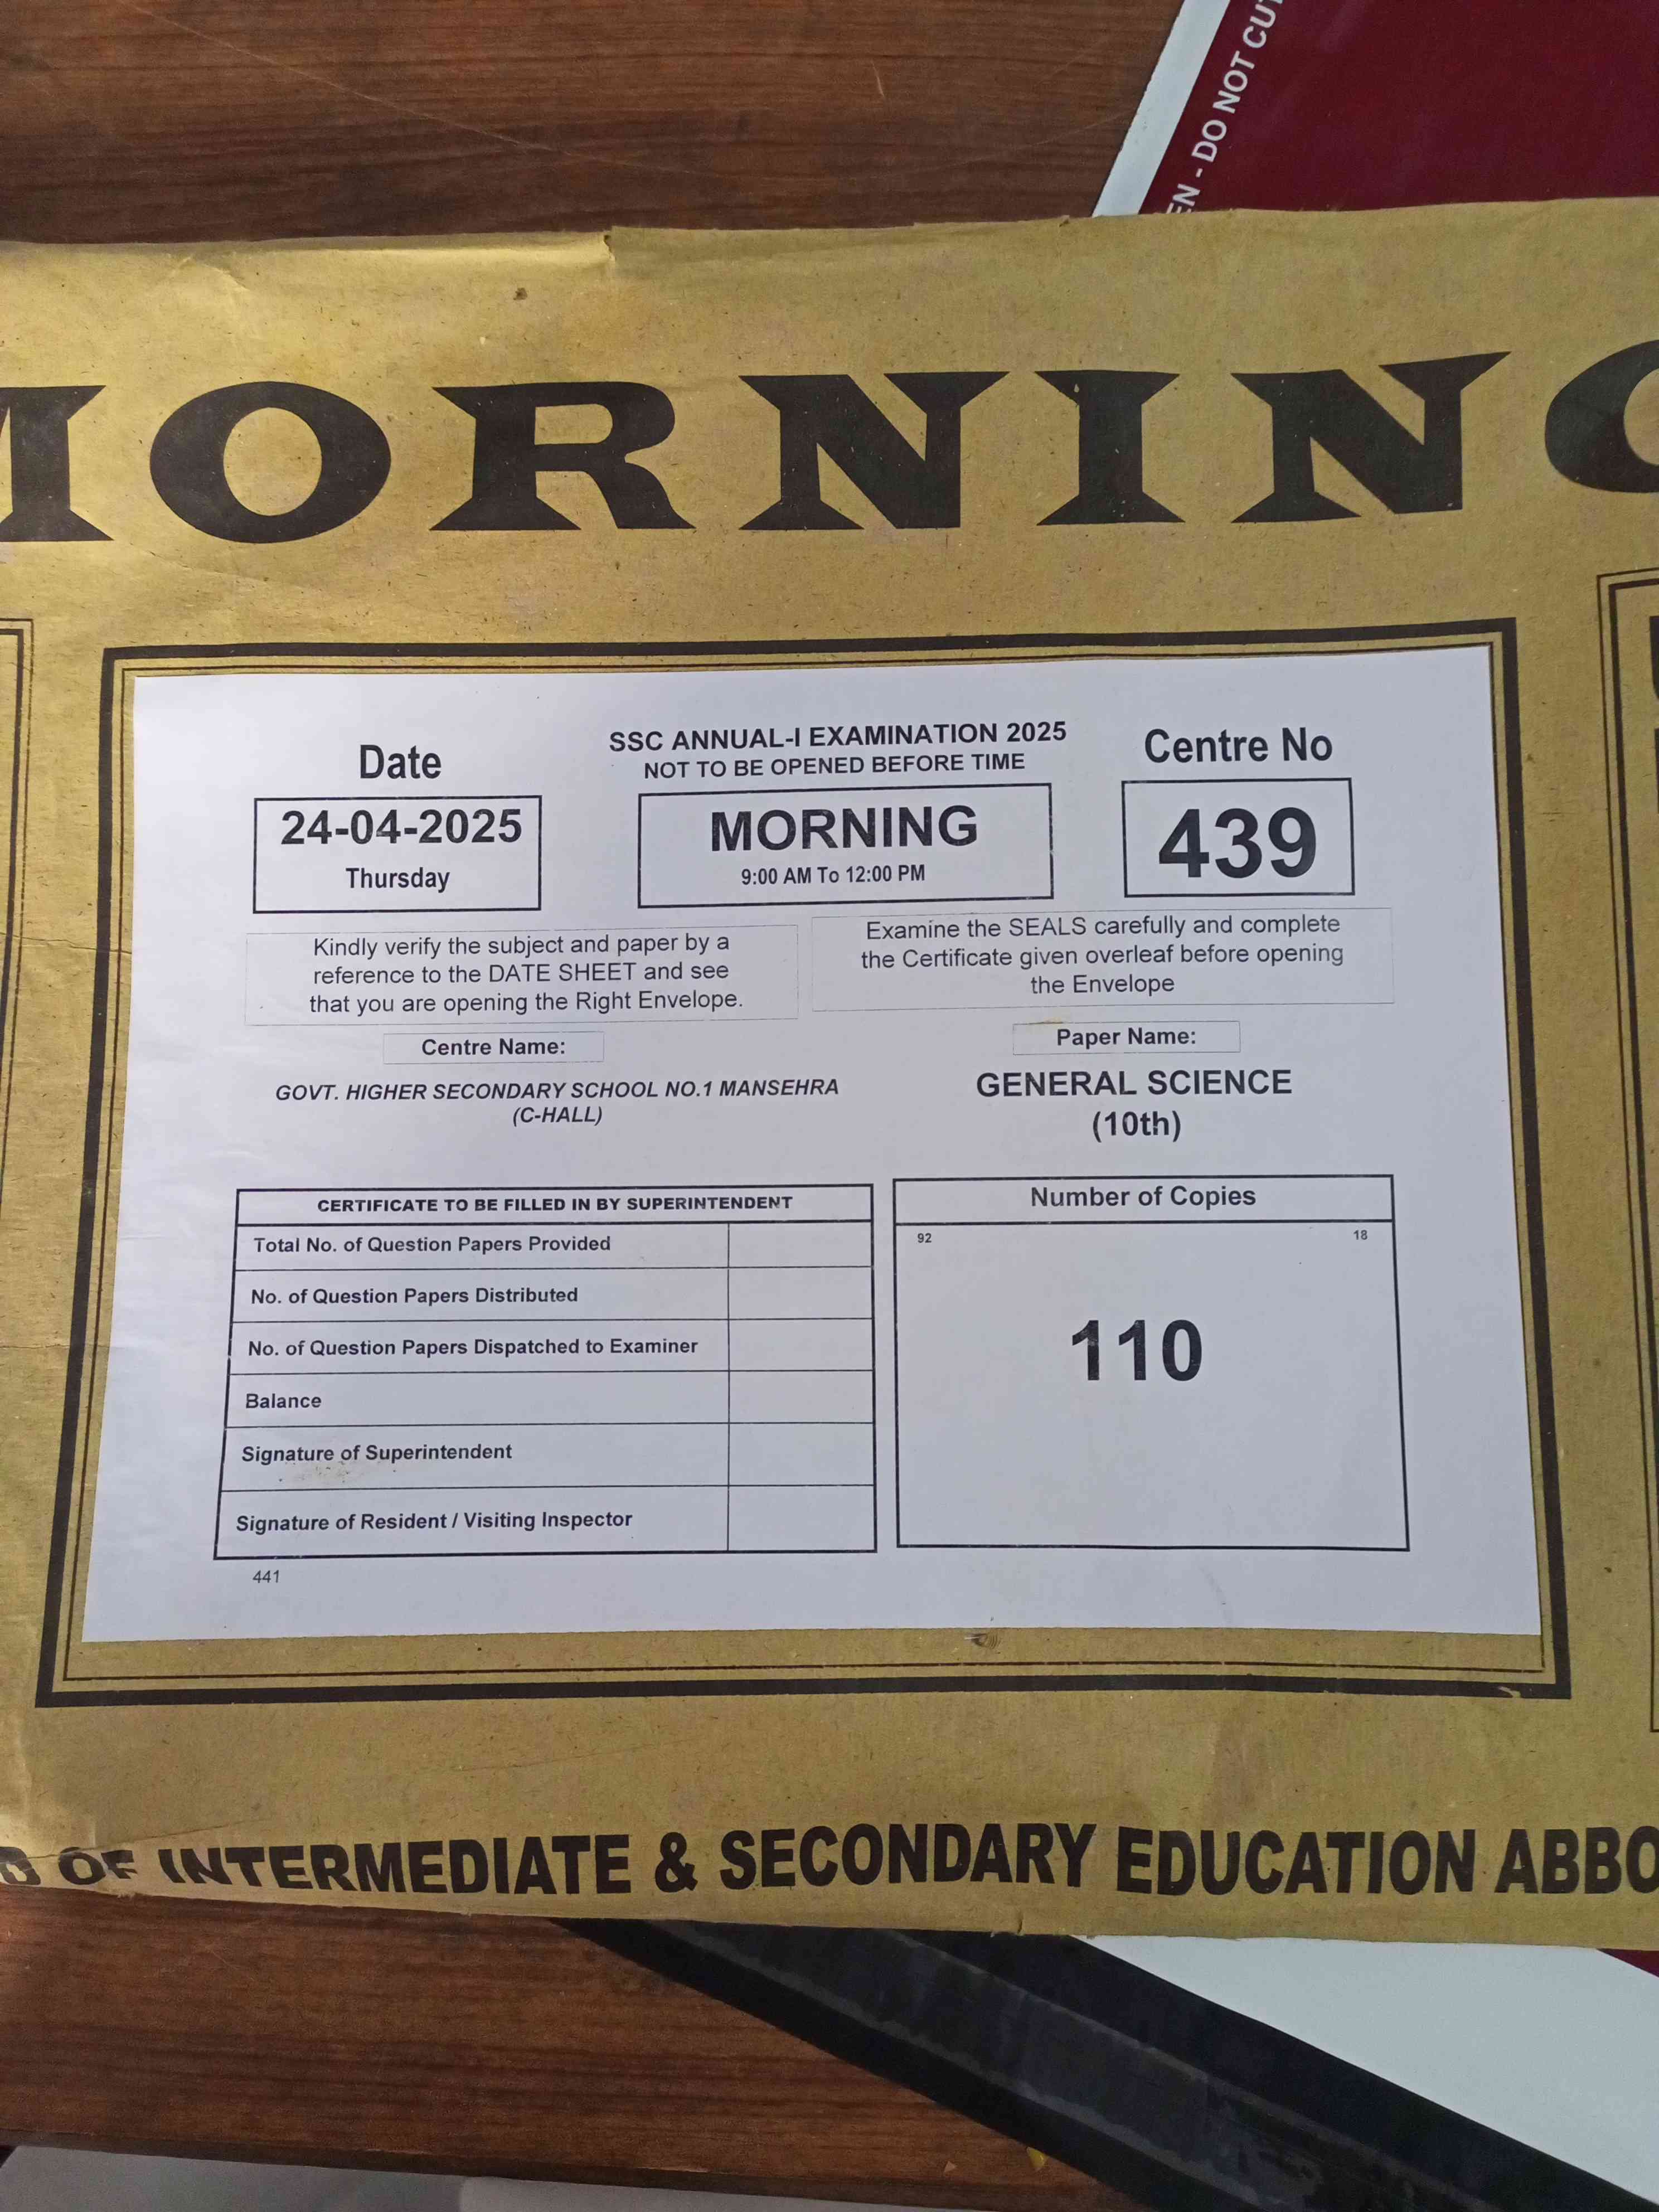 EN - DO NOT CUT
MORNING
SSC ANNUAL-I EXAMINATION 2025
NOT TO BE OPENED BEFORE TIME
Date
24-04-2025
Thursday
MORNING
9:00 AM To 12:00 PM
Centre No
439
Kindly verify the subject and paper by a
reference to the DATE SHEET and see
that you are opening the Right Envelope.
Examine the SEALS carefully and complete
the Certificate given overleaf before opening
the Envelope
Centre Name:
GOVT. HIGHER SECONDARY SCHOOL NO.1 MANSEHRA
(C-HALL)
Paper Name:
GENERAL SCIENCE
(10th)
CERTIFICATE TO BE FILLED IN BY SUPERINTENDENT
Total No. of Question Papers Provided
No. of Question Papers Distributed
No. of Question Papers Dispatched to Examiner
Balance
Signature of Superintendent
Signature of Resident / Visiting Inspector
Number of Copies
92
18
110
441
D OF INTERMEDIATE & SECONDARY EDUCATION ABBO